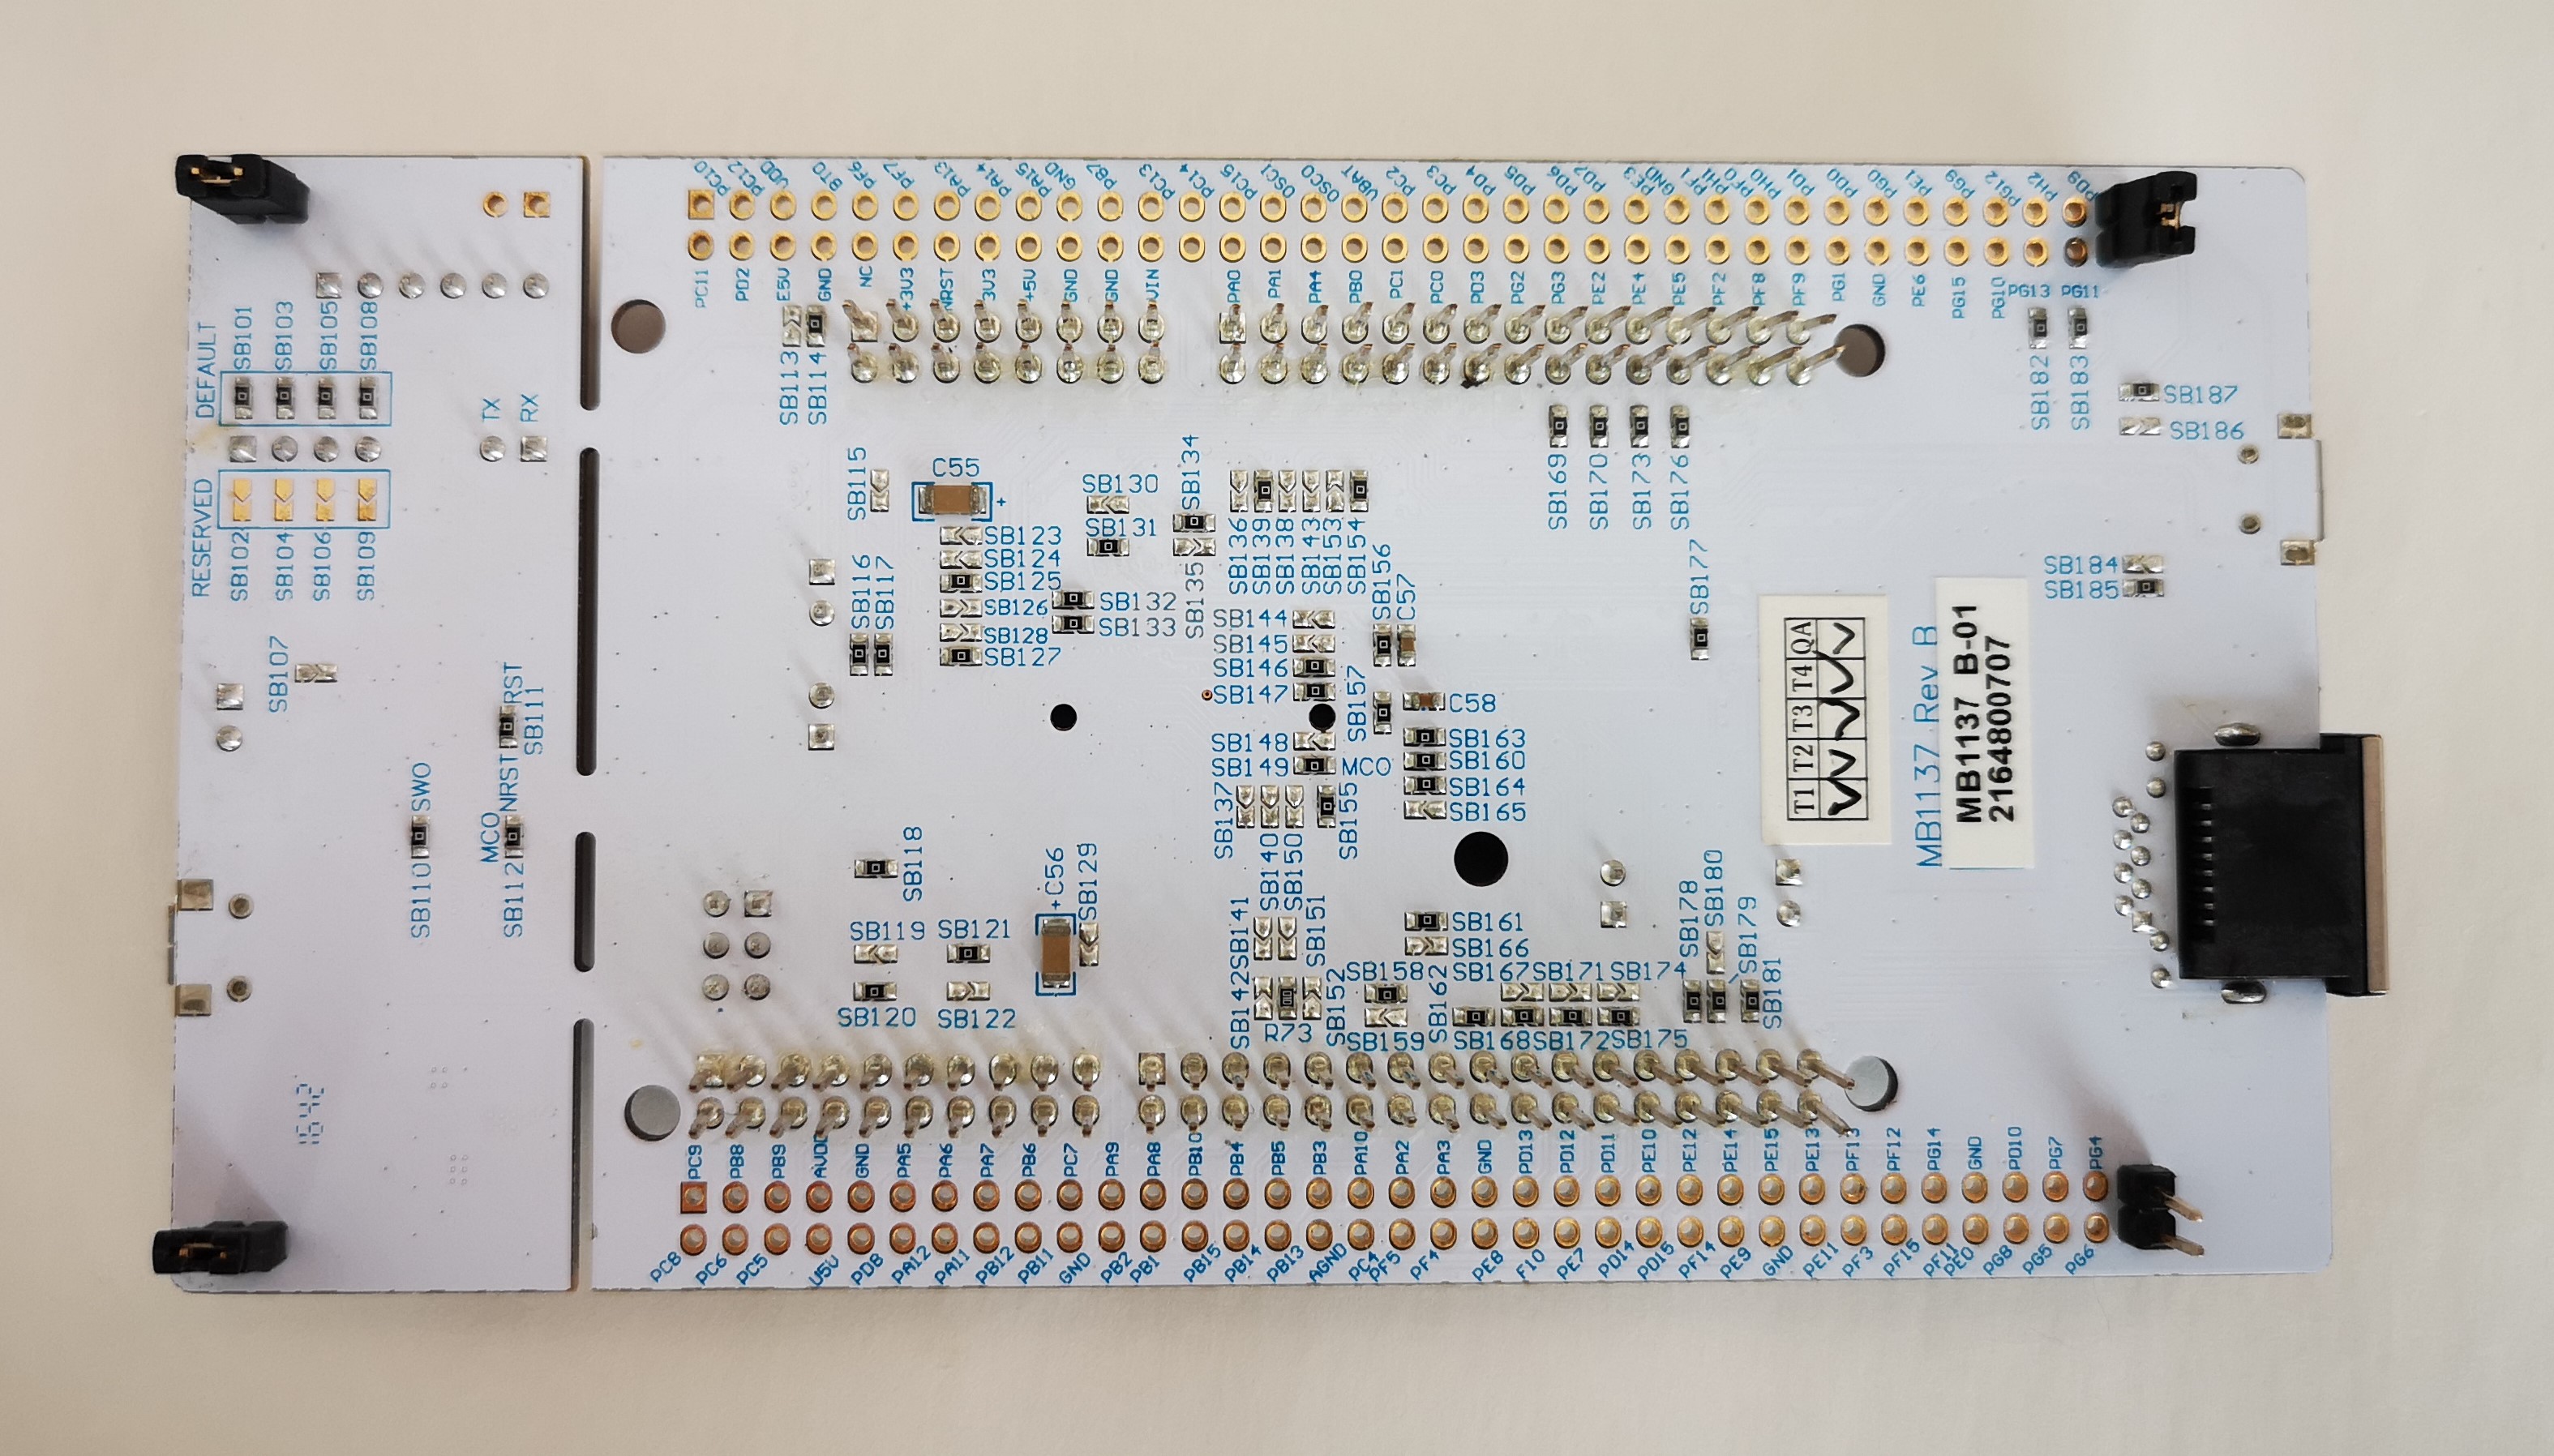 PC10 PC12 VDD BT0 PF6 PF7 PA13 PA14 PA15 GND PB7 PC13 PC14 PC15 OSCI OSCO VBAT PC2 PC3 PD4 PD5 PD6 PD7 PE3 GND PF1 PH1 PF0 PH0 PD1 PD0 PG0 PE1 PG9 PG12 PH2 PD9
PC11 PD2 E5V GND NC +3V3 NRST 3V3 +5V GND GND VIN PA0 PA1 PA4 PB0 PC1 PC0 PD3 PG2 PG3 PE2 PE4 PE5 PF2 PF8 PF9 PG1 GND PE6 PG15 PG10 PG13 PG11
DEFAULT
SB101 SB103 SB105 SB108
TX RX
SB113 SB114
SB182 SB183
SB187
SB186
RESERVED
SB102 SB104 SB106 SB109
SB115
C55
+
SB130
SB131
SB134
SB135
SB123
SB124
SB125
SB126
SB128
SB127
SB116 SB117
SB132
SB133
SB136 SB139 SB138 SB143 SB153 SB154
SB156 C57
SB169 SB170 SB173 SB176
SB177
SB184
SB185
SB144
SB145
SB146
SB147
SB157
C58
SB148
SB149
MCO
SB163
SB160
SB164
SB165
SB107
RST
SB111
NRST
MCO
SB112
SWO
SB110
SB137 SB140 SB150 SB155
T1 T2 T3 T4 QA
MB1137 Rev B
MB1137 B-01
216480​0707
SB118
SB119 SB121
SB120 SB122
+C56
SB129
SB141 SB151
SB142 R73 SB152
SB161
SB166
SB158
SB159
SB162
SB167 SB171 SB174
SB168 SB172 SB175
SB178 SB180 SB179 SB181
1642
PC9 PB8 PB9 AVDD GND PA5 PA6 PA7 PB6 PC7 PA9 PA8 PB10 PB4 PB5 PB3 PA10 PA2 PA3 GND PD13 PD12 PD11 PE10 PE12 PE14 PE15 PE13 PF13 PF12 PG14 GND PD10 PG7 PG4
PC8 PC6 PC5 U5V PD8 PA12 PA11 PB12 PB11 GND PB2 PB1 PB15 PB14 PB13 AGND PC4 PF5 PF4 PE8 F10 PE7 PD14 PD15 PF14 PE9 GND PE11 PF3 PF15 PF11 PE0 PG8 PG5 PG6